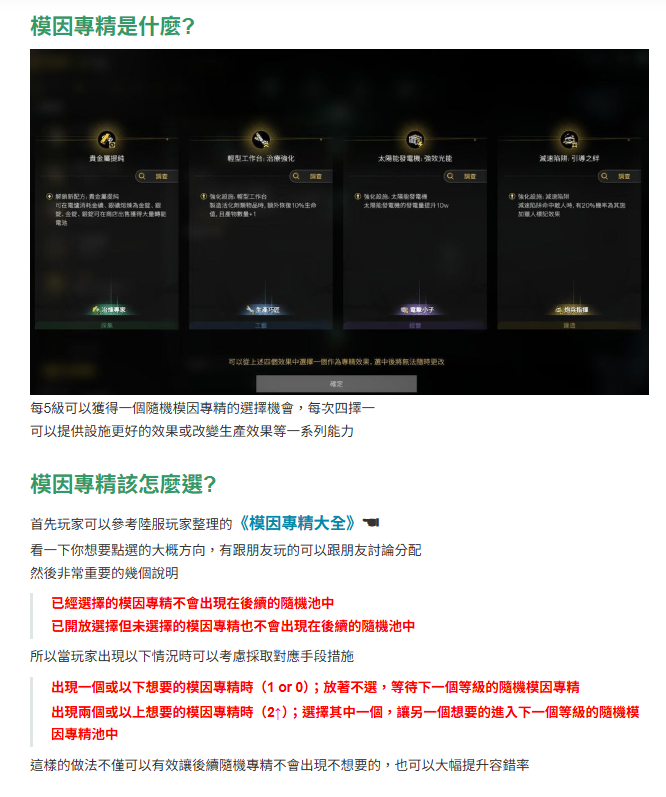 模因專精是什麼?
貴金屬提純
輕型工作台: 治療強化
太陽能發電機: 強效光能
減速陷阱: 引導之絆
調查
調查
調查
調查
解鎖新配方: 貴金屬提純
可在電爐消耗金礦、銀礦熔煉為金錠、銀
錠。金錠、銀錠可在商店出售獲得大量轉能
電池
強化設施: 輕型工作台
製造活化劑類物品時, 額外恢復10%生命
值, 且產物數量+1
強化設施: 太陽能發電機
太陽能發電機的發電量提升10w
強化設施: 減速陷阱
減速陷阱命中敵人時, 有20%機率為其施
加獵人標記效果
冶煉專家
生產巧匠
電擊小子
炮兵指揮
採集
工藝
經營
建造
可以從上述四個效果中選擇一個作為專精效果, 選中後將無法隨時更改
確定
每5級可以獲得一個隨機模因專精的選擇機會，每次四擇一
可以提供設施更好的效果或改變生產效果等一系列能力
模因專精該怎麼選?
首先玩家可以參考陸服玩家整理的《模因專精大全》☚
看一下你想要點選的大概方向，有跟朋友玩的可以跟朋友討論分配
然後非常重要的幾個說明
已經選擇的模因專精不會出現在後續的隨機池中
已開放選擇但未選擇的模因專精也不會出現在後續的隨機池中
所以當玩家出現以下情況時可以考慮採取對應手段措施
出現一個或以下想要的模因專精時（1 or 0）；放著不選，等待下一個等級的隨機模因專精
出現兩個或以上想要的模因專精時（2↑）；選擇其中一個，讓另一個想要的進入下一個等級的隨機模
因專精池中
這樣的做法不僅可以有效讓後續隨機專精不會出現不想要的，也可以大幅提升容錯率